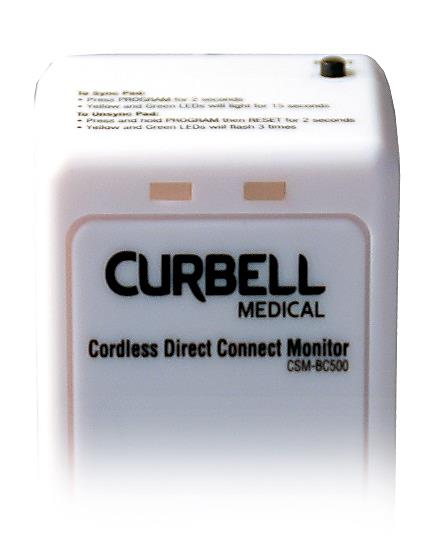 To Sync Pad:
• Press PROGRAM for 2 seconds
• Yellow and Green LEDs will light for 15 seconds
To Unsync Pad:
• Press and hold PROGRAM then RESET for 2 seconds
• Yellow and Green LEDs will flash 3 times
CURBELL
MEDICAL
Cordless Direct Connect Monitor
CSM-BC500